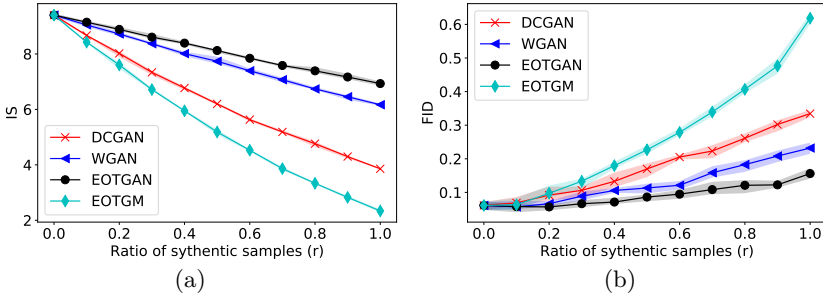 8
6
4
2
IS
DCGAN
WGAN
EOTGAN
EOTGM
0.0 0.2 0.4 0.6 0.8 1.0
Ratio of sythentic samples (r)
(a)
0.6
0.5
0.4
0.3
0.2
0.1
FID
DCGAN
WGAN
EOTGAN
EOTGM
0.0 0.2 0.4 0.6 0.8 1.0
Ratio of sythentic samples (r)
(b)